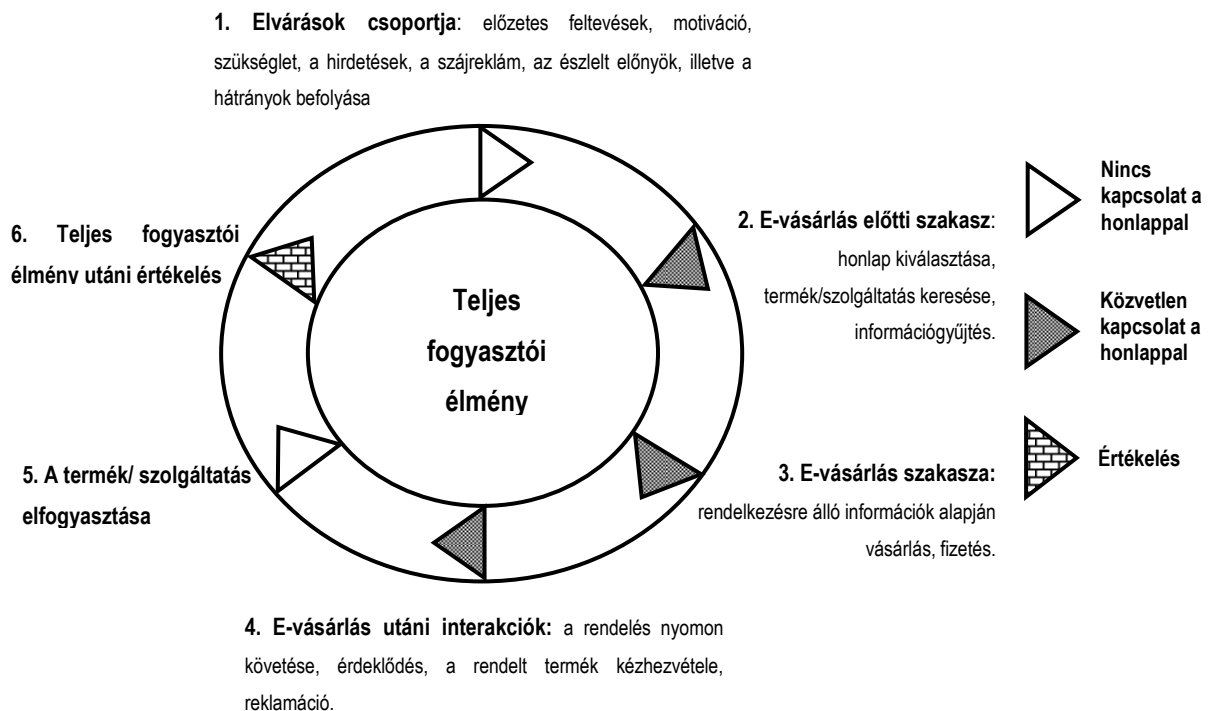 1. Elvárások csoportja: előzetes feltevések, motiváció,
szükséglet, a hirdetések, a szájreklám, az észlelt előnyök, illetve a
hátrányok befolyása
2. E-vásárlás előtti szakasz:
honlap kiválasztása,
termék/szolgáltatás keresése,
információgyűjtés.
3. E-vásárlás szakasza:
rendelkezésre álló információk alapján
vásárlás, fizetés.
4. E-vásárlás utáni interakciók: a rendelés nyomon
követése, érdeklődés, a rendelt termék kézhezvétele,
reklamáció.
5. A termék/ szolgáltatás
elfogyasztása
6. Teljes fogyasztói
élmény utáni értékelés
Teljes
fogyasztói
élmény
Nincs
kapcsolat a
honlappal
Közvetlen
kapcsolat a
honlappal
Értékelés